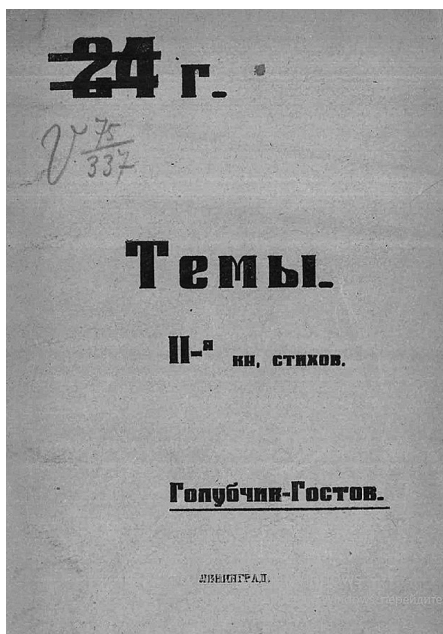 24 г.
V 75
337
Темы.
II-я кн, стихов.
Голубчик-Гостов.
ЛЕНИНГРАД.